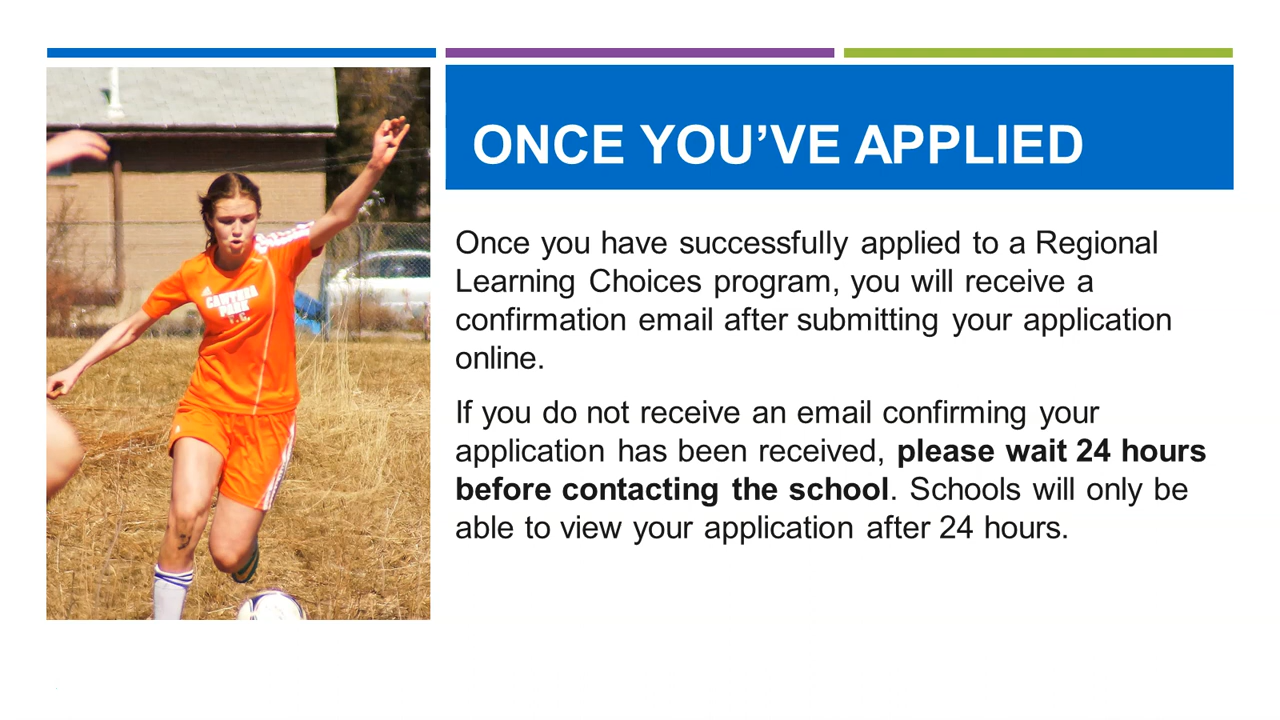 ONCE YOU’VE APPLIED
Once you have successfully applied to a Regional
Learning Choices program, you will receive a
confirmation email after submitting your application
online.
If you do not receive an email confirming your
application has been received, please wait 24 hours
before contacting the school. Schools will only be
able to view your application after 24 hours.
CANTERRA
PARK